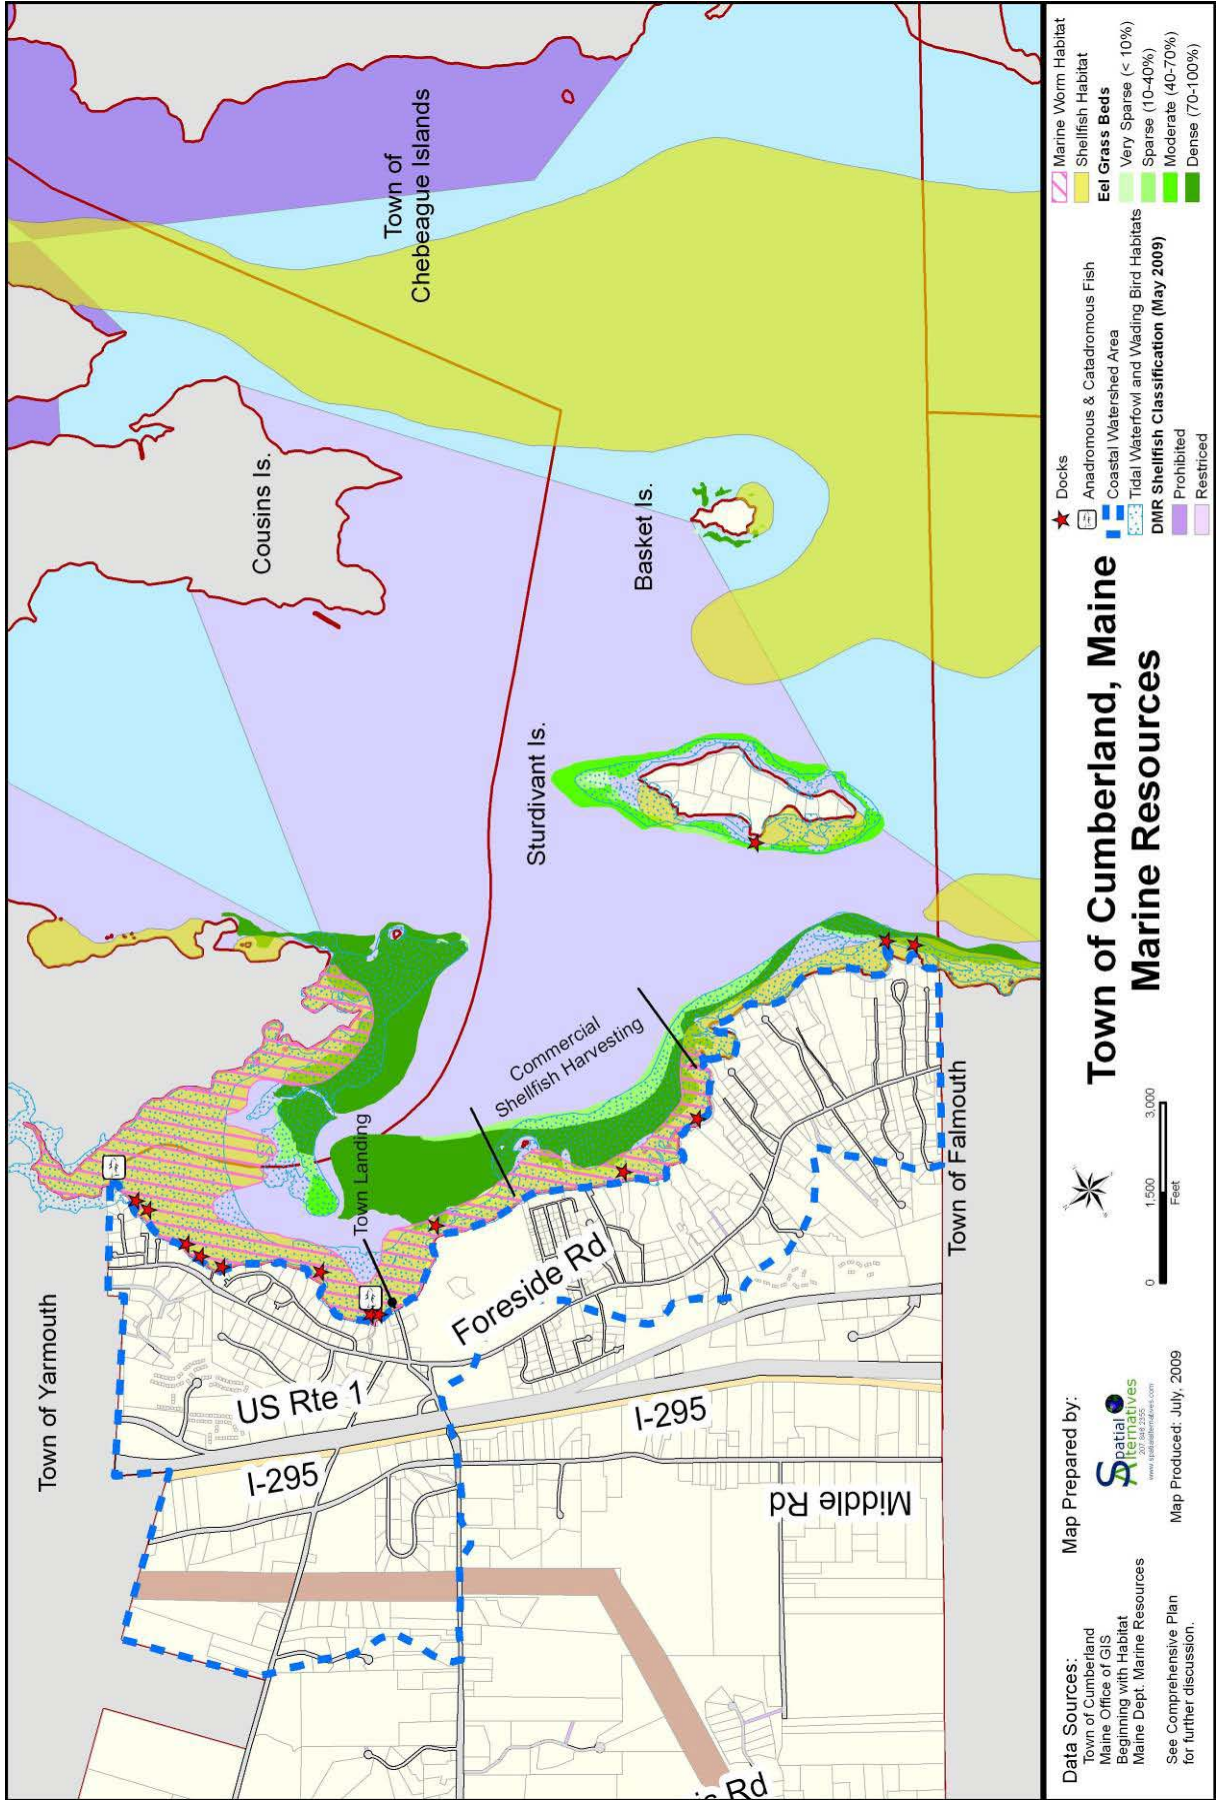 Town of Yarmouth
Town of
Chebeague Islands
Cousins Is.
Basket Is.
Sturdivant Is.
Commercial
Shellfish Harvesting
Town Landing
Foreside Rd
US Rte 1
I-295
I-295
Middle Rd
Rd
Town of Falmouth
Data Sources:
Town of Cumberland
Maine Office of GIS
Beginning with Habitat
Maine Dept. Marine Resources
See Comprehensive Plan
for further discussion.
Map Prepared by:
Spatial
Alternatives
www.spatialalternatives.com
Map Produced: July, 2009
0 1,500 3,000
Feet
Town of Cumberland, Maine
Marine Resources
Docks
Anadromous & Catadromous Fish
Coastal Watershed Area
Tidal Waterfowl and Wading Bird Habitats
DMR Shellfish Classification (May 2009)
Prohibited
Restriced
Marine Worm Habitat
Shellfish Habitat
Eel Grass Beds
Very Sparse (< 10%)
Sparse (10-40%)
Moderate (40-70%)
Dense (70-100%)